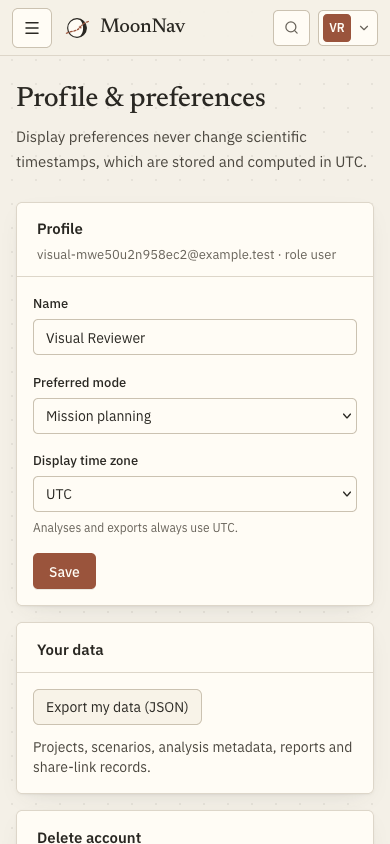 MoonNav
VR
Profile & preferences
Display preferences never change scientific
timestamps, which are stored and computed in UTC.
Profile
visual-mwe50u2n958ec2@example.test · role user
Name
Visual Reviewer
Preferred mode
Mission planning
Display time zone
UTC
Analyses and exports always use UTC.
Save
Your data
Export my data (JSON)
Projects, scenarios, analysis metadata, reports and
share-link records.
Delete account